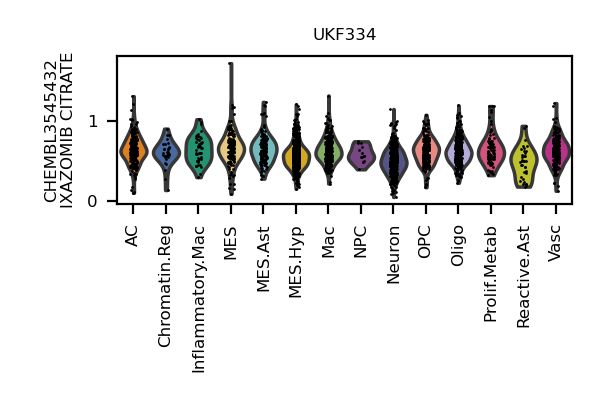 UKF334
CHEMBL3545432
IXAZOMIB CITRATE
1
0
AC
Chromatin.Reg
Inflammatory.Mac
MES
MES.Ast
MES.Hyp
Mac
NPC
Neuron
OPC
Oligo
Prolif.Metab
Reactive.Ast
Vasc